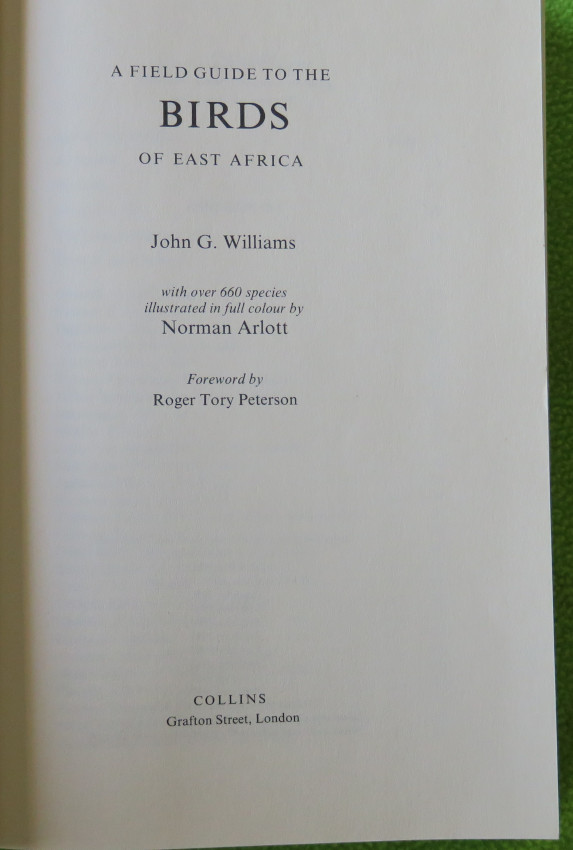 A FIELD GUIDE TO THE
BIRDS
OF EAST AFRICA
John G. Williams
with over 660 species
illustrated in full colour by
Norman Arlott
Foreword by
Roger Tory Peterson
COLLINS
Grafton Street, London